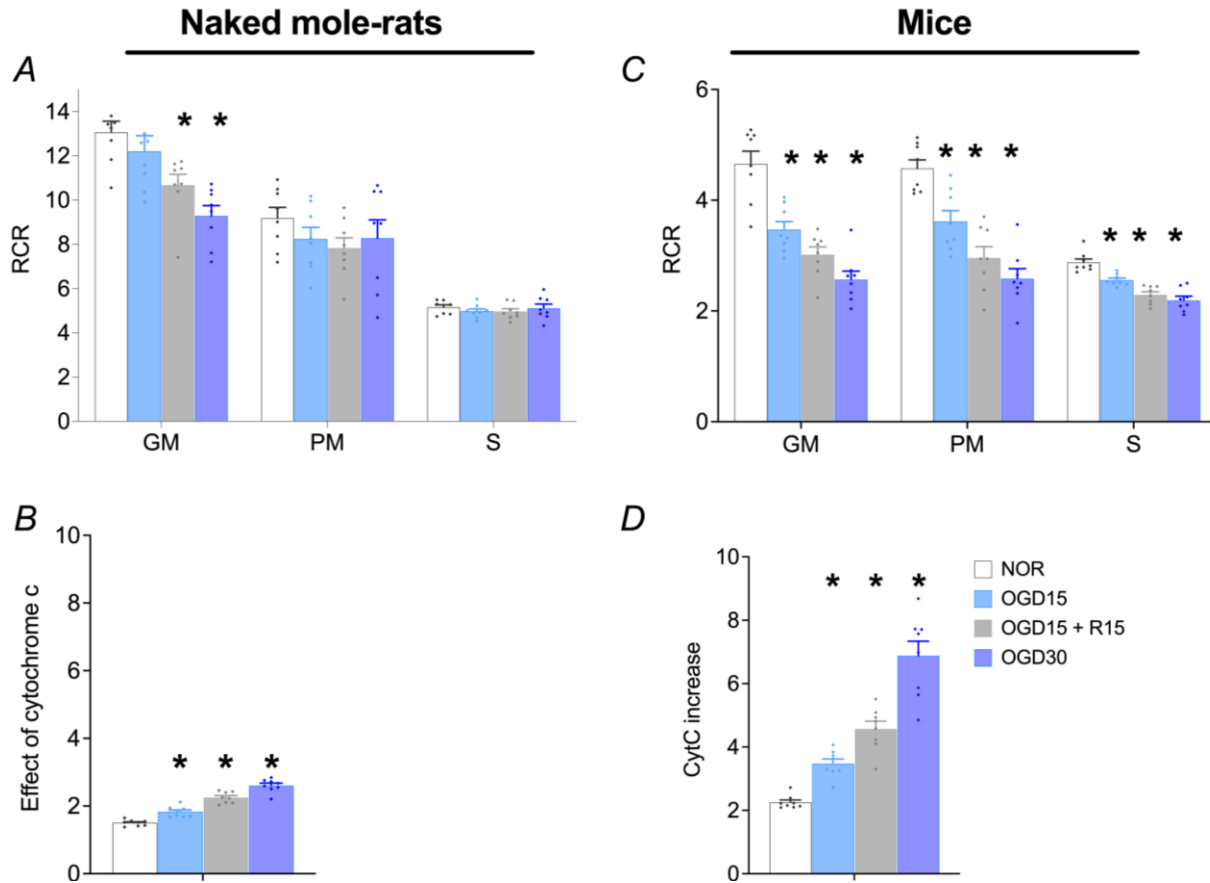 Naked mole-rats
Mice
A
RCR
14
12
10
8
6
4
2
0
* *
GM
PM
S
C
RCR
6
4
2
0
* * *
* * *
* * *
GM
PM
S
B
Effect of cytochrome c
10
8
6
4
2
0
* * *
D
CytC increase
10
8
6
4
2
0
* * *
NOR
OGD15
OGD15 + R15
OGD30